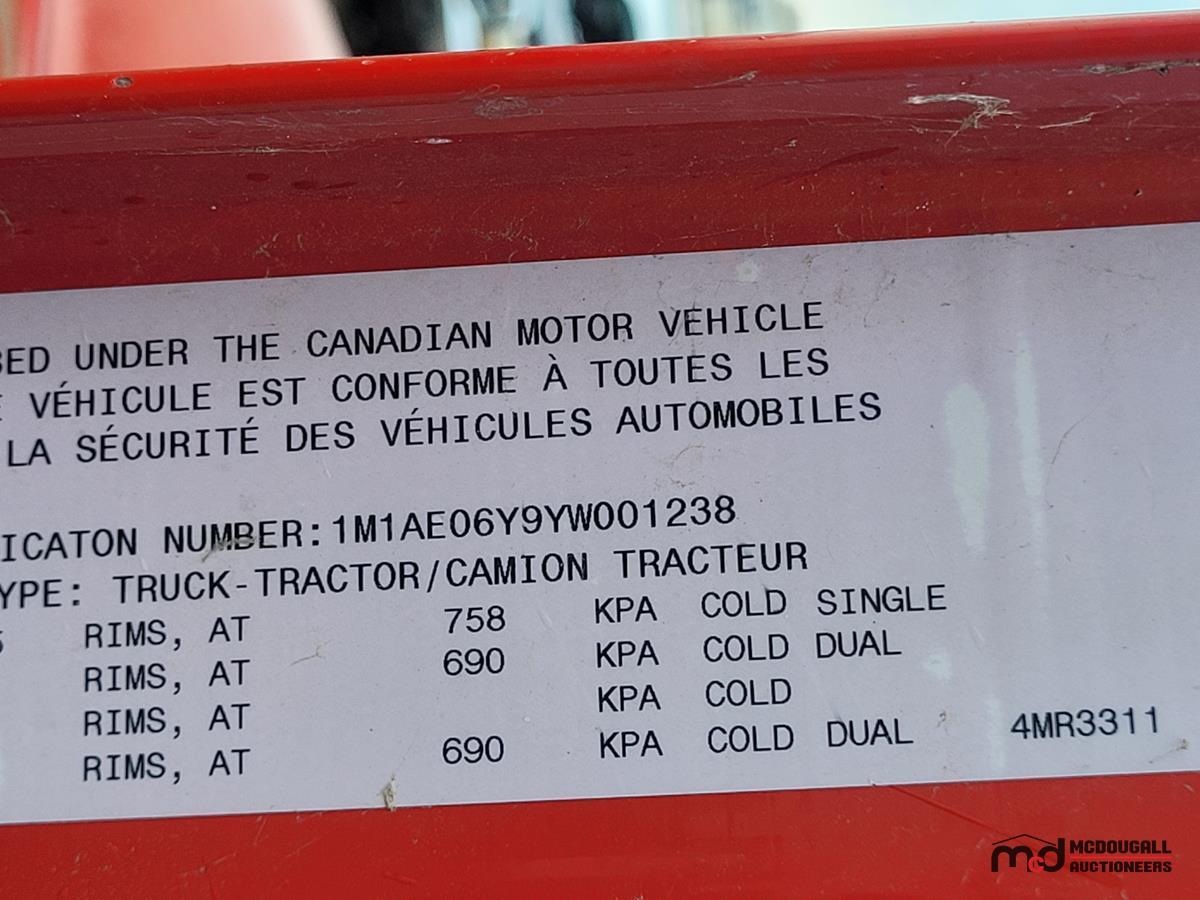 UNDER THE CANADIAN MOTOR VEHICLE
VÉHICULE EST CONFORME À TOUTES LES
LA SÉCURITÉ DES VÉHICULES AUTOMOBILES
ICATON NUMBER:1M1AE06Y9YW001238
YPE: TRUCK-TRACTOR/CAMION TRACTEUR
RIMS, AT 758 KPA COLD SINGLE
RIMS, AT 690 KPA COLD DUAL
RIMS, AT KPA COLD
RIMS, AT 690 KPA COLD DUAL 4MR3311
mcd MCDOUGALL
AUCTIONEERS